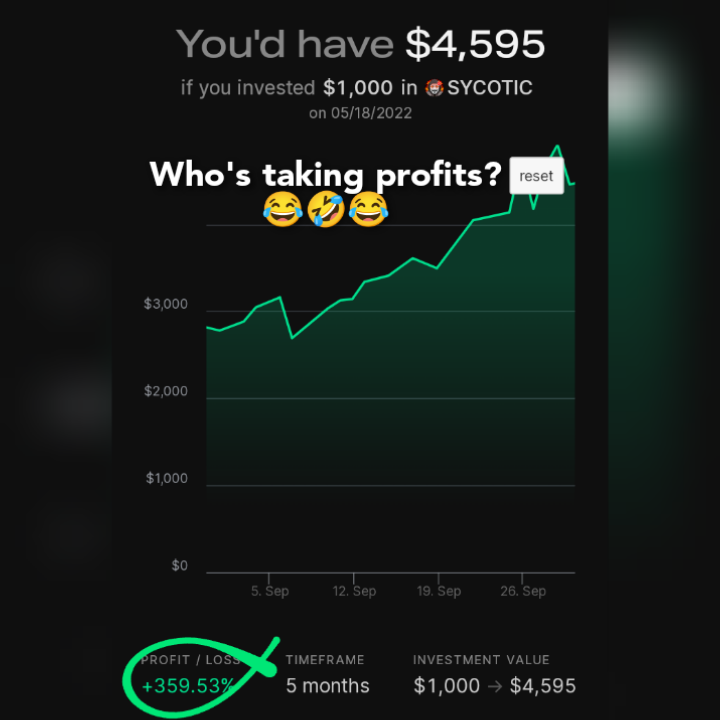 You'd have $4,595
if you invested $1,000 in SYCOTIC
on 05/18/2022
Who's taking profits?
reset
$3,000
$2,000
$1,000
$0
5. Sep 12. Sep 19. Sep 26. Sep
PROFIT / LOSS TIMEFRAME INVESTMENT VALUE
+359.53% 5 months $1,000 → $4,595